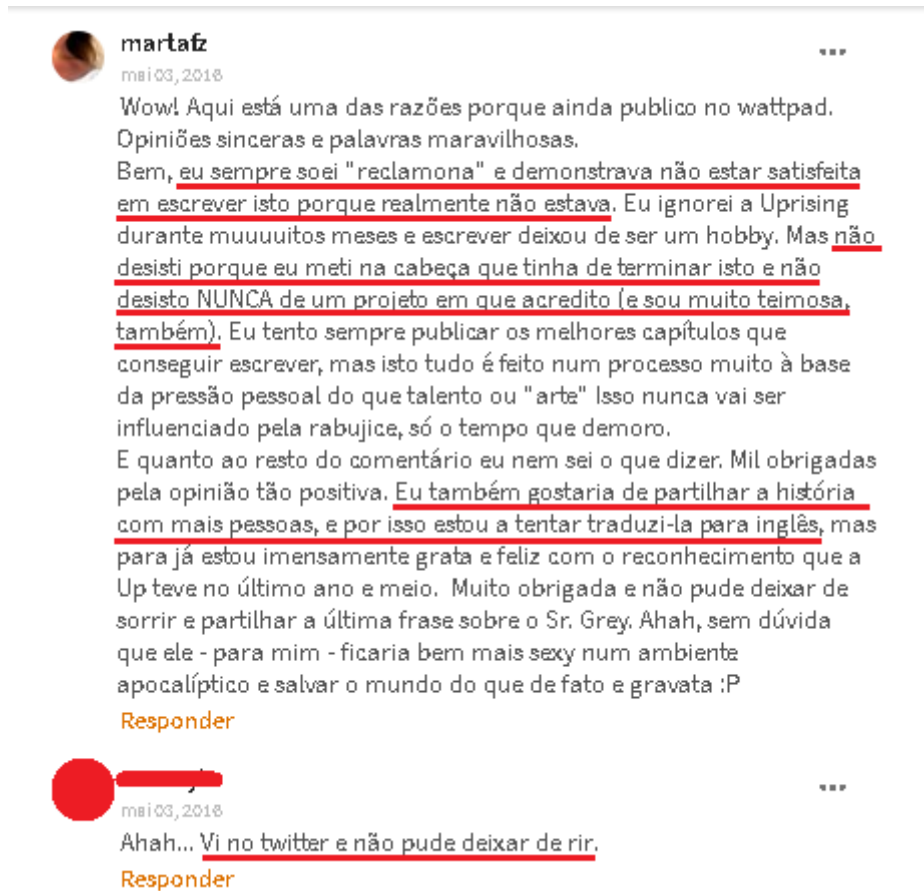 martafz
mai 03, 2016
Wow! Aqui está uma das razões porque ainda publico no wattpad.
Opiniões sinceras e palavras maravilhosas.
Bem, eu sempre soei "reclamona" e demonstrava não estar satisfeita
em escrever isto porque realmente não estava. Eu ignorei a Uprising
durante muuuuitos meses e escrever deixou de ser um hobby. Mas não
desisti porque eu meti na cabeça que tinha de terminar isto e não
desisto NUNCA de um projeto em que acredito (e sou muito teimosa,
também). Eu tento sempre publicar os melhores capítulos que
conseguir escrever, mas isto tudo é feito num processo muito à base
da pressão pessoal do que talento ou "arte" Isso nunca vai ser
influenciado pela rabujice, só o tempo que demoro.
E quanto ao resto do comentário eu nem sei o que dizer. Mil obrigadas
pela opinião tão positiva. Eu também gostaria de partilhar a história
com mais pessoas, e por isso estou a tentar traduzi-la para inglês, mas
para já estou imensamente grata e feliz com o reconhecimento que a
Up teve no último ano e meio. Muito obrigada e não pude deixar de
sorrir e partilhar a última frase sobre o Sr. Grey. Ahah, sem dúvida
que ele - para mim - ficaria bem mais sexy num ambiente
apocalíptico e salvar o mundo do que de fato e gravata :P
Responder
mai 03, 2016
Ahah... Vi no twitter e não pude deixar de rir.
Responder